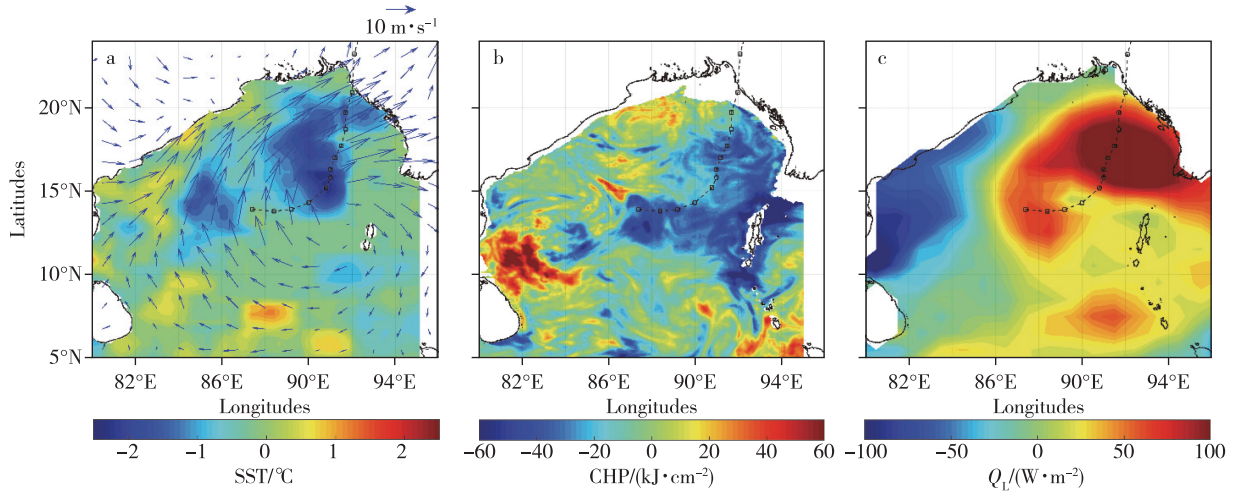 10 m·s⁻¹
a
b
c
Latitudes
20°N
15°N
10°N
5°N
82°E 86°E 90°E 94°E
82°E 86°E 90°E 94°E
82°E 86°E 90°E 94°E
Longitudes
Longitudes
Longitudes
−2 −1 0 1 2
−60 −40 −20 0 20 40 60
−100 −50 0 50 100
SST/℃
CHP/(kJ·cm⁻²)
Q_L/(W·m⁻²)